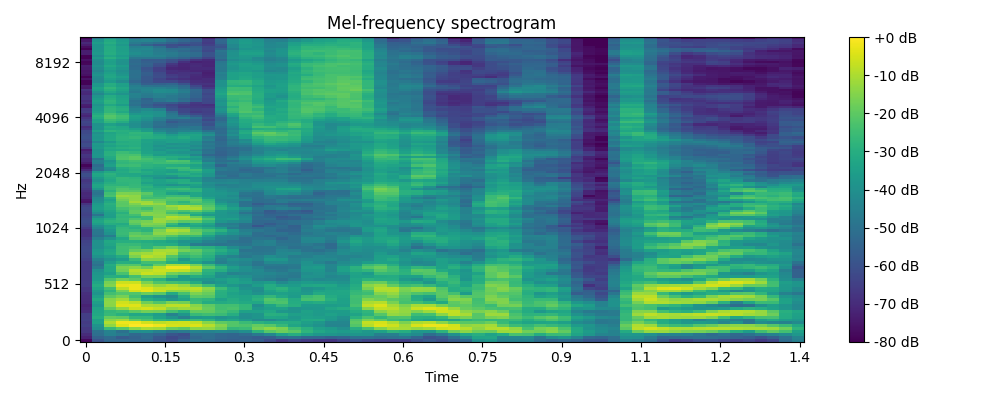 Mel-frequency spectrogram
Hz
8192
4096
2048
1024
512
0
0 0.15 0.3 0.45 0.6 0.75 0.9 1.1 1.2 1.4
Time
+0 dB
-10 dB
-20 dB
-30 dB
-40 dB
-50 dB
-60 dB
-70 dB
-80 dB